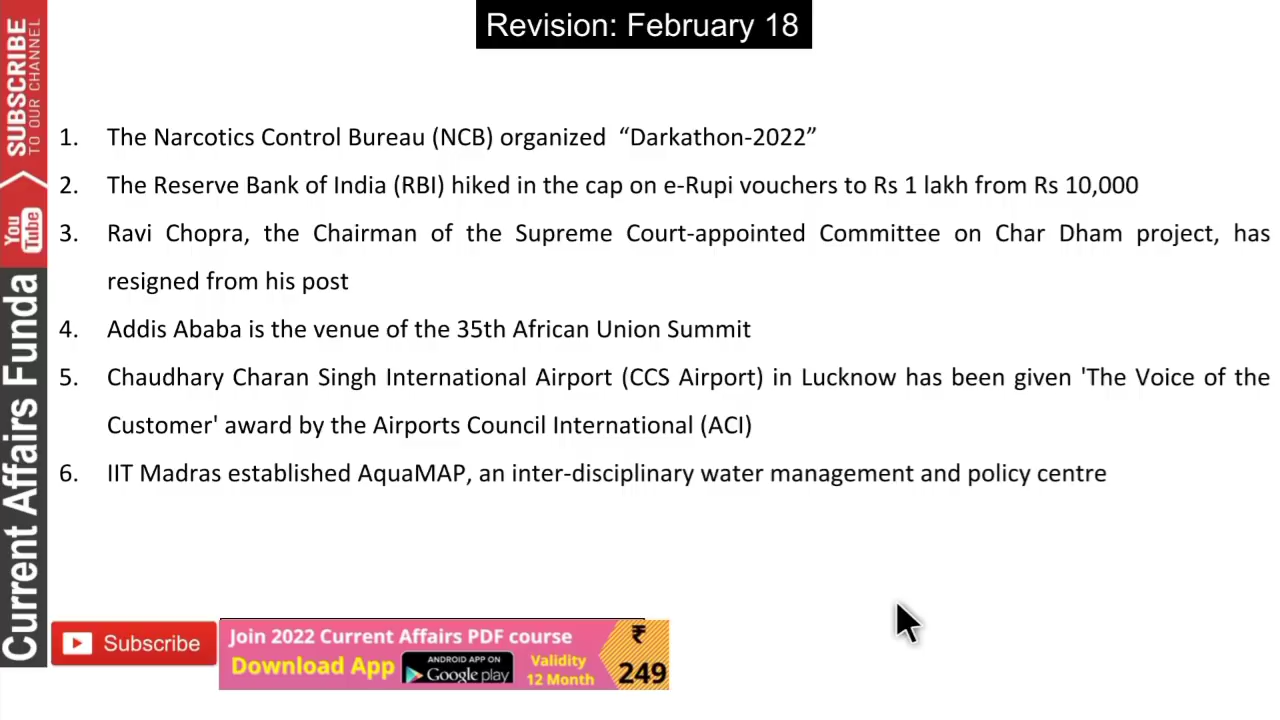 Revision: February 18
SUBSCRIBE
TO OUR CHANNEL
You
Tube
Current Affairs Funda
1. The Narcotics Control Bureau (NCB) organized “Darkathon-2022”
2. The Reserve Bank of India (RBI) hiked in the cap on e-Rupi vouchers to Rs 1 lakh from Rs 10,000
3. Ravi Chopra, the Chairman of the Supreme Court-appointed Committee on Char Dham project, has
resigned from his post
4. Addis Ababa is the venue of the 35th African Union Summit
5. Chaudhary Charan Singh International Airport (CCS Airport) in Lucknow has been given 'The Voice of the
Customer' award by the Airports Council International (ACI)
6. IIT Madras established AquaMAP, an inter-disciplinary water management and policy centre
Subscribe
Join 2022 Current Affairs PDF course
Download App
ANDROID APP ON
Google play
Validity
12 Month
₹
249